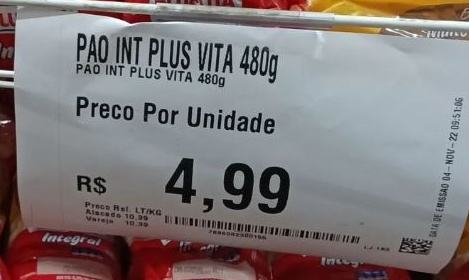 PAO INT PLUS VITA 480g
PAO INT PLUS VITA 480g
Preco Por Unidade
R$ 4,99
Preco Ref. LT/KG
Atacado 10.39
Varejo 10.39
DATA DE EMISSAO 04-NOV-22 09:51:06
Integral